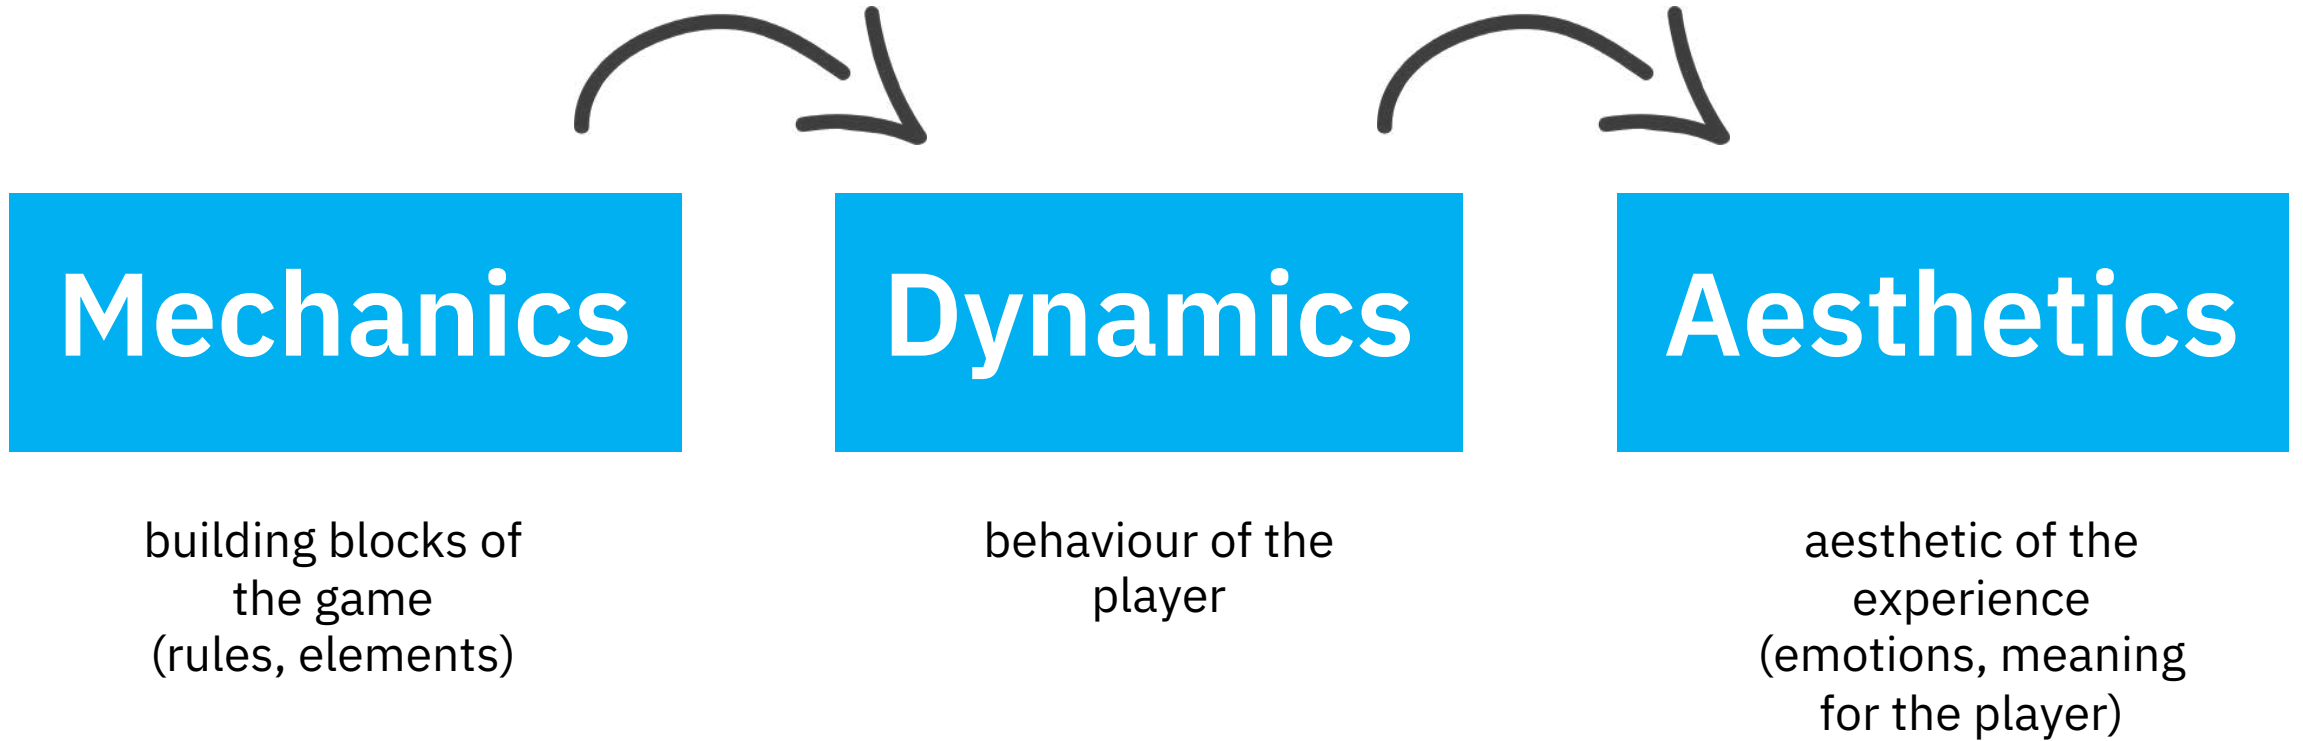 Mechanics
building blocks of
the game
(rules, elements)
Dynamics
behaviour of the
player
Aesthetics
aesthetic of the
experience
(emotions, meaning
for the player)